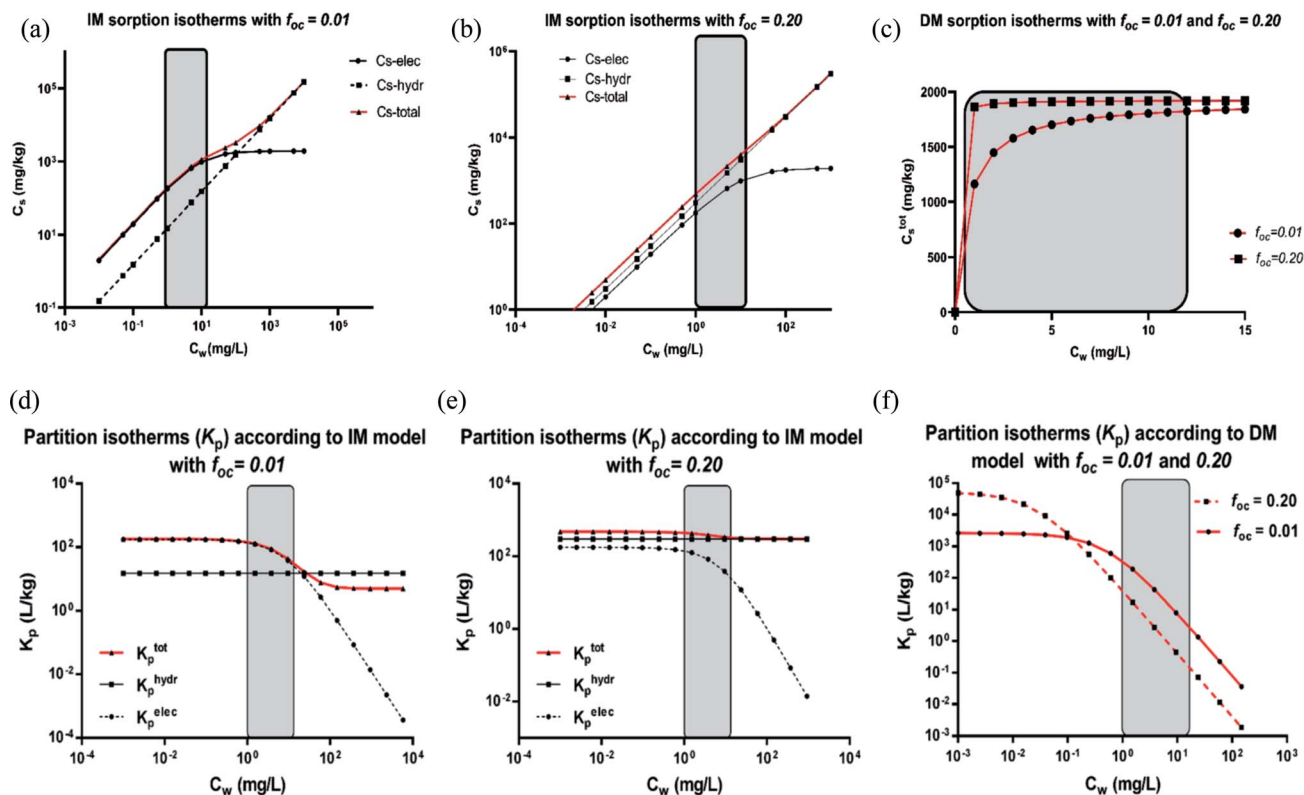 (a)
IM sorption isotherms with foc = 0.01
Cs (mg/kg)
10^5
10^3
10^1
10^-1
10^-3
10^-1
10^1
10^3
10^5
Cw (mg/L)
Cs-elec
Cs-hydr
Cs-total
(b)
IM sorption isotherms with foc = 0.20
Cs (mg/kg)
10^6
10^4
10^2
10^0
10^-4
10^-2
10^0
10^2
Cw (mg/L)
Cs-elec
Cs-hydr
Cs-total
(c)
DM sorption isotherms with foc = 0.01 and foc = 0.20
Cs^tot (mg/kg)
2000
1500
1000
500
0
0
5
10
15
Cw (mg/L)
foc=0.01
foc=0.20
(d)
Partition isotherms (Kp) according to IM model
with foc = 0.01
Kp (L/kg)
10^4
10^2
10^0
10^-2
10^-4
10^-4
10^-2
10^0
10^2
10^4
Cw (mg/L)
Kp^tot
Kp^hydr
Kp^elec
(e)
Partition isotherms (Kp) according to IM model
with foc = 0.20
Kp (L/kg)
10^2
10^0
10^-2
10^-4
10^-2
10^0
10^2
10^4
Cw (mg/L)
Kp^tot
Kp^hydr
Kp^elec
(f)
Partition isotherms (Kp) according to DM
model with foc = 0.01 and 0.20
Kp (L/kg)
10^5
10^4
10^3
10^2
10^1
10^0
10^-1
10^-2
10^-3
10^-3
10^-2
10^-1
10^0
10^1
10^2
10^3
Cw (mg/L)
foc = 0.20
foc = 0.01